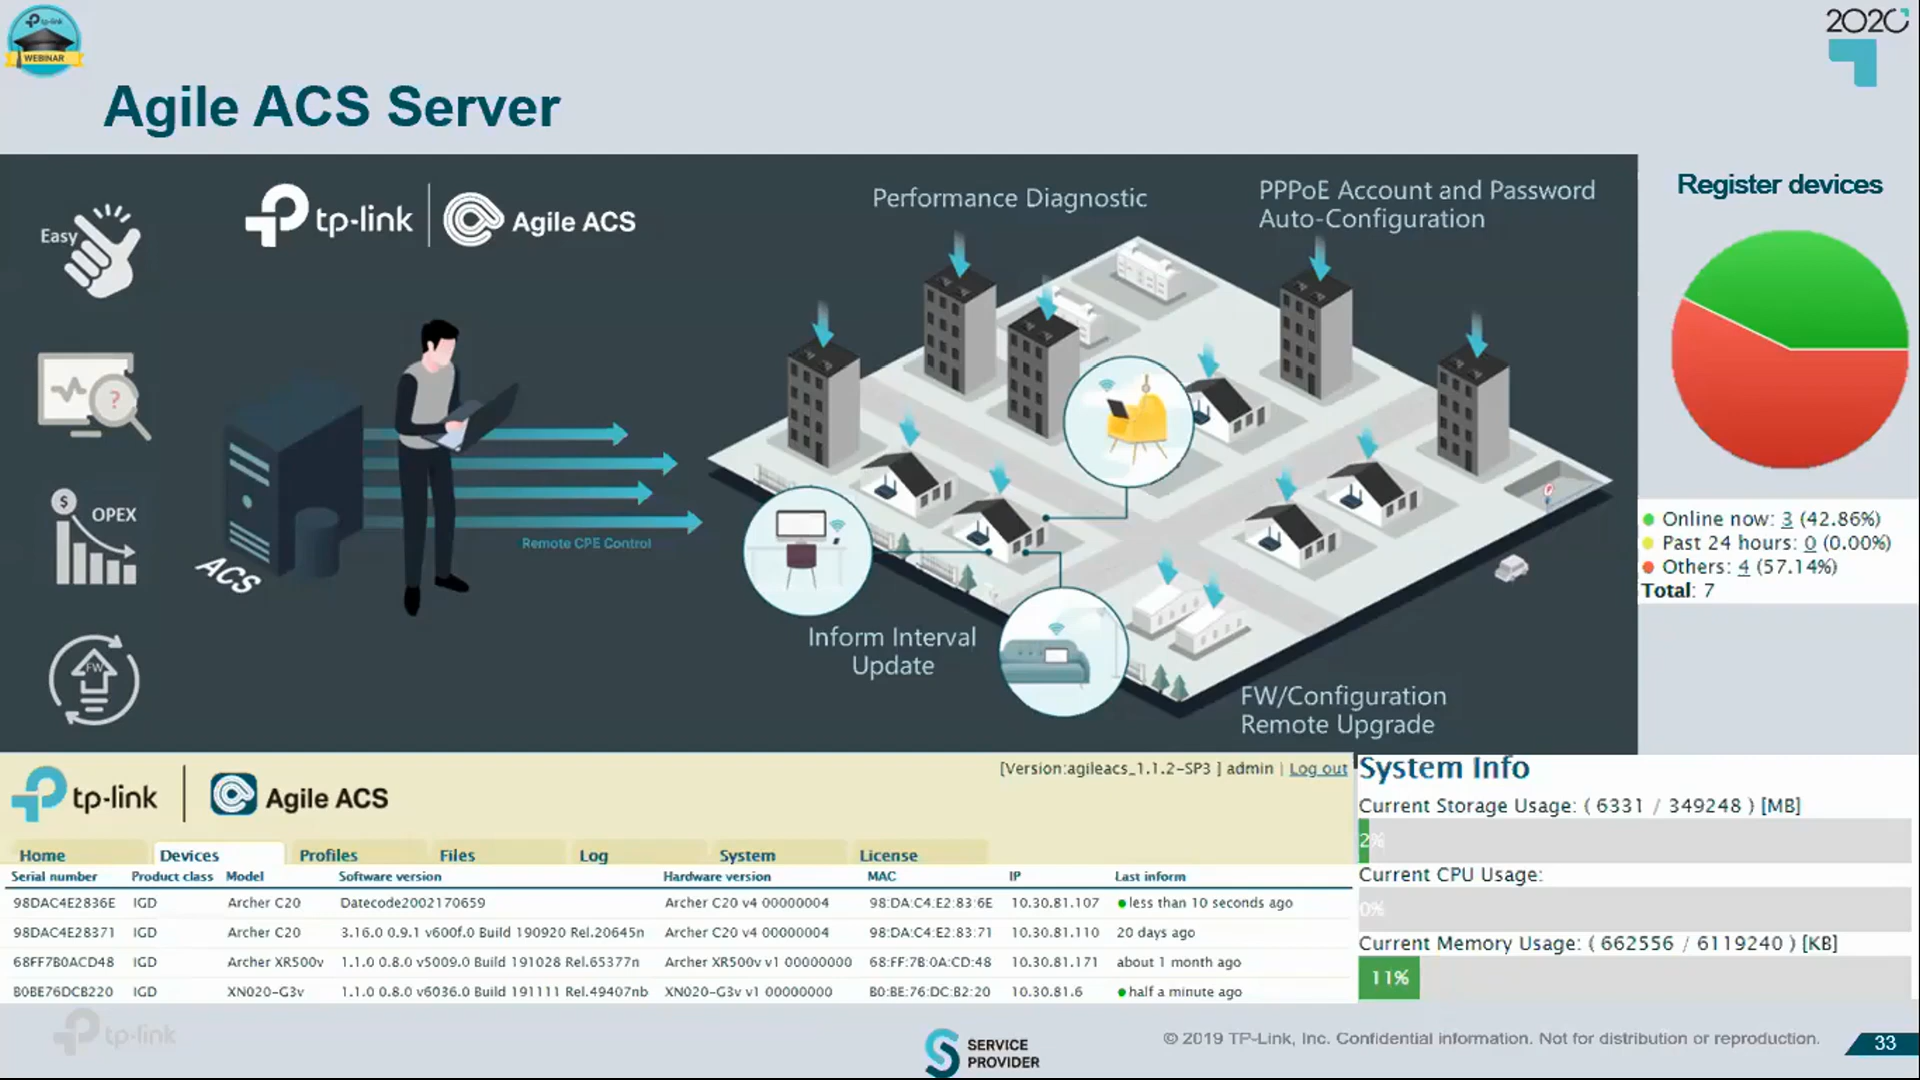 tp-link
WEBINAR
2020
Agile ACS Server
Easy
tp-link | Agile ACS
Performance Diagnostic
PPPoE Account and Password
Auto-Configuration
Register devices
?
$
OPEX
FW
ACS
Remote CPE Control
Inform Interval
Update
FW/Configuration
Remote Upgrade
Online now: 3 (42.86%)
Past 24 hours: 0 (0.00%)
Others: 4 (57.14%)
Total: 7
tp-link | Agile ACS
[Version:agileacs_1.1.2-SP3 ] admin | Log out
Home Devices Profiles Files Log System License
Serial number Product class Model Software version Hardware version MAC IP Last inform
98DAC4E2836E IGD Archer C20 Datecode2002170659 Archer C20 v4 00000004 98:DA:C4:E2:83:6E 10.30.81.107 less than 10 seconds ago
98DAC4E28371 IGD Archer C20 3.16.0 0.9.1 v600f.0 Build 190920 Rel.20645n Archer C20 v4 00000004 98:DA:C4:E2:83:71 10.30.81.110 20 days ago
68FF7B0ACD48 IGD Archer XR500v 1.1.0 0.8.0 v5009.0 Build 191028 Rel.65377n Archer XR500v v1 00000000 68:FF:7B:0A:CD:48 10.30.81.171 about 1 month ago
B0BE76DCB220 IGD XN020-G3v 1.1.0 0.8.0 v6036.0 Build 191111 Rel.49407nb XN020-G3v v1 00000000 B0:BE:76:DC:B2:20 10.30.81.6 half a minute ago
System Info
Current Storage Usage: ( 6331 / 349248 ) [MB]
2%
Current CPU Usage:
0%
Current Memory Usage: ( 662556 / 6119240 ) [KB]
11%
tp-link
SERVICE
PROVIDER
© 2019 TP-Link, Inc. Confidential information. Not for distribution or reproduction.
33